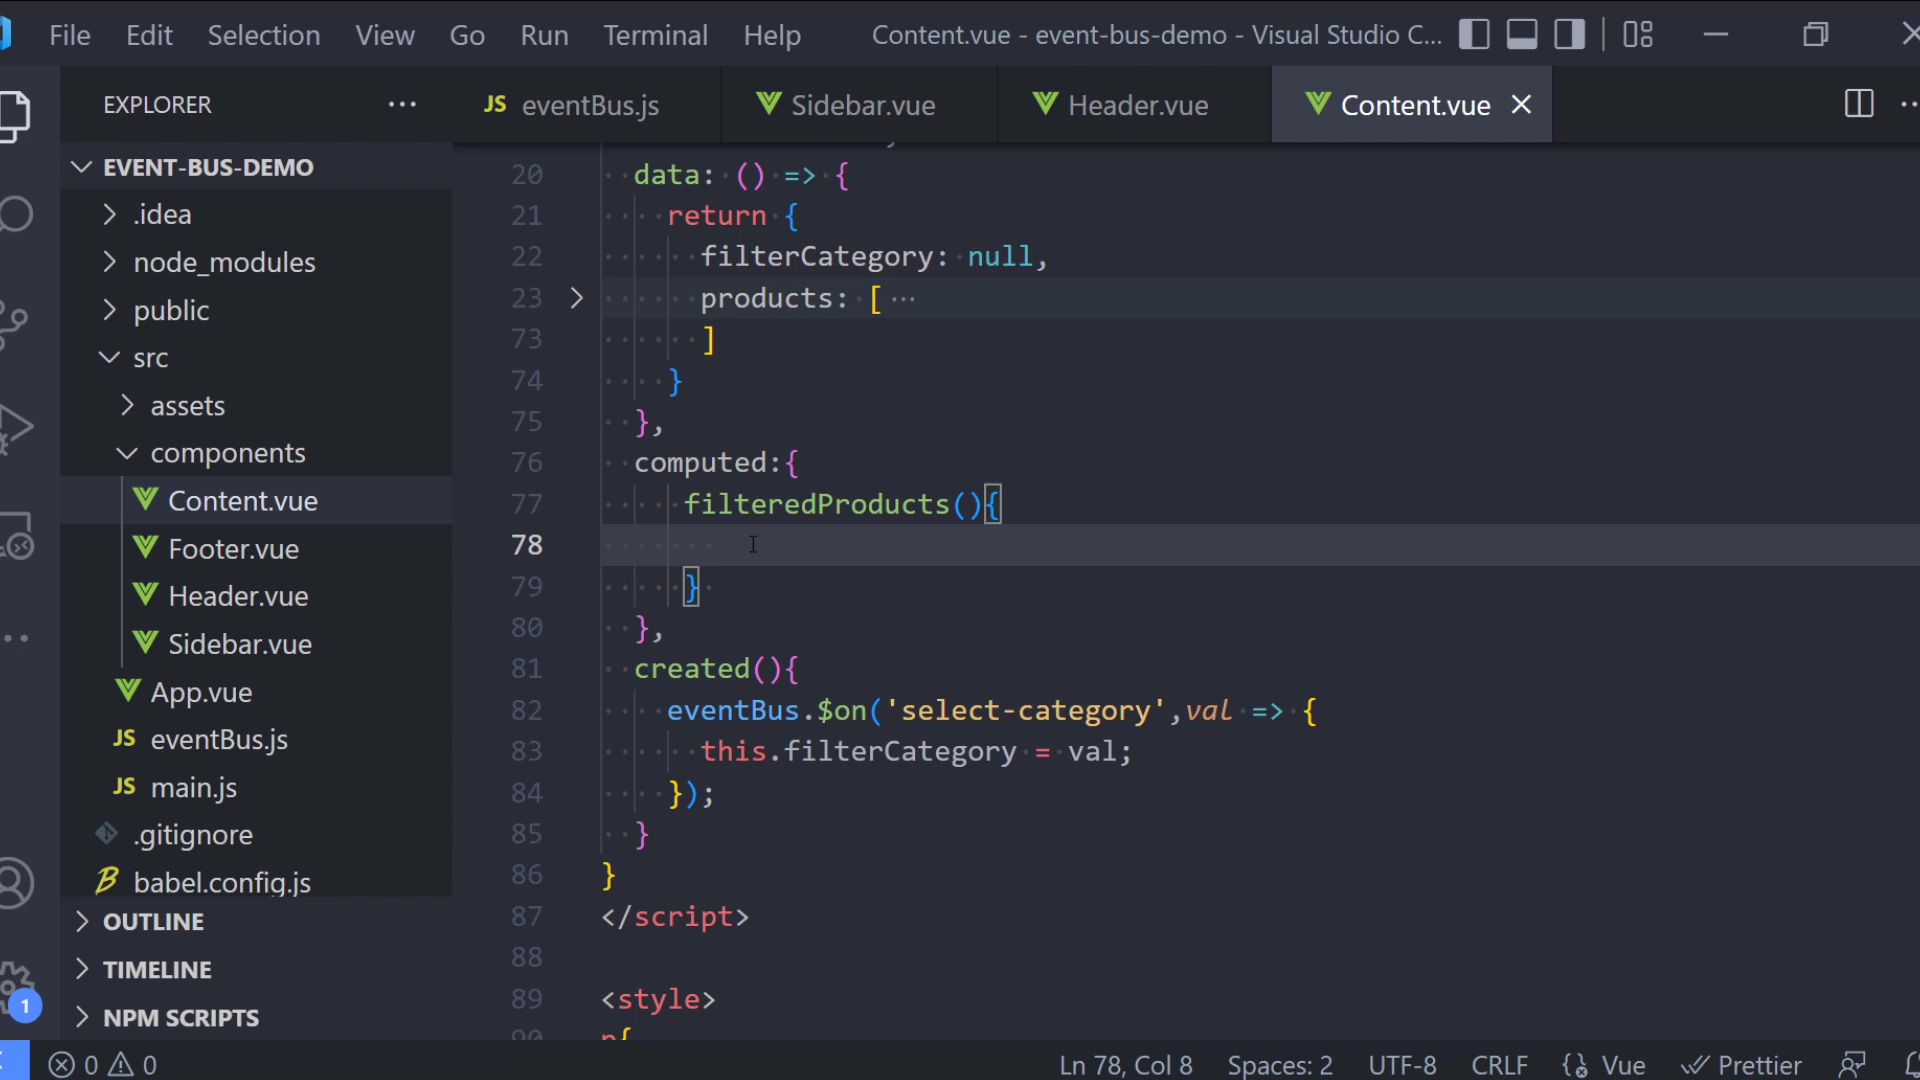 File Edit Selection View Go Run Terminal Help Content.vue - event-bus-demo - Visual Studio C...
EXPLORER ···
JS eventBus.js Sidebar.vue Header.vue Content.vue
EVENT-BUS-DEMO
.idea
node_modules
public
src
assets
components
Content.vue
Footer.vue
Header.vue
Sidebar.vue
App.vue
JS eventBus.js
JS main.js
.gitignore
babel.config.js
OUTLINE
TIMELINE
NPM SCRIPTS
1
20 data: () => {
21 return {
22 filterCategory: null,
23 products: [ ···
73 ]
74 }
75 },
76 computed:{
77 filteredProducts(){
78
79 }
80 },
81 created(){
82 eventBus.$on('select-category',val => {
83 this.filterCategory = val;
84 });
85 }
86 }
87 </script>
88
89 <style>
0 0 Ln 78, Col 8 Spaces: 2 UTF-8 CRLF Vue Prettier